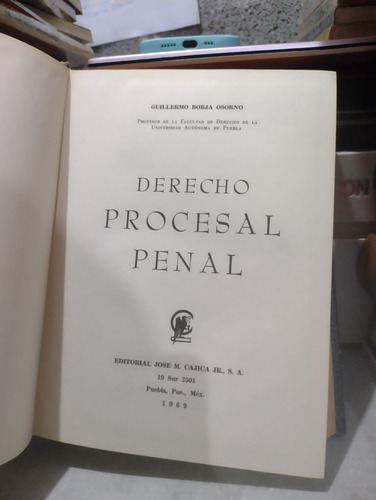 GUILLERMO BORJA OSORNO
PROFESOR DE LA FACULTAD DE DERECHO DE LA
UNIVERSIDAD AUTÓNOMA DE PUEBLA
DERECHO
PROCESAL
PENAL
EDITORIAL JOSE M. CAJICA JR., S. A.
19 Sur 2501
Puebla, Pue., Méx.
1969